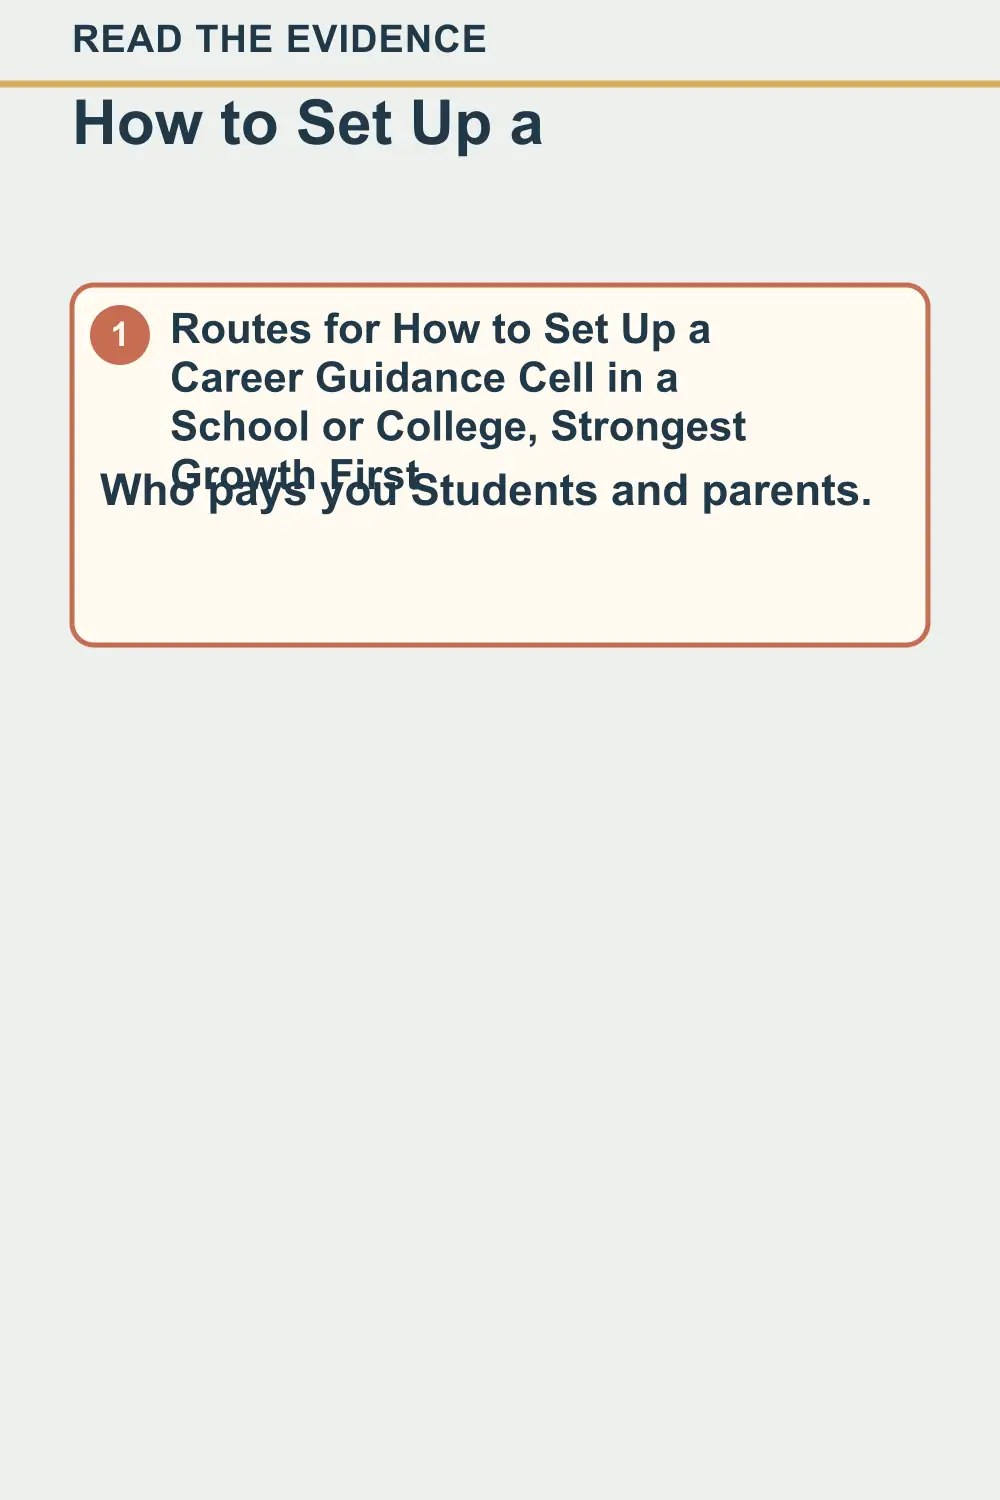 READ THE EVIDENCE
How to Set Up a
1
Routes for How to Set Up a
Career Guidance Cell in a
School or College, Strongest
Growth First
Who pays you Students and parents.